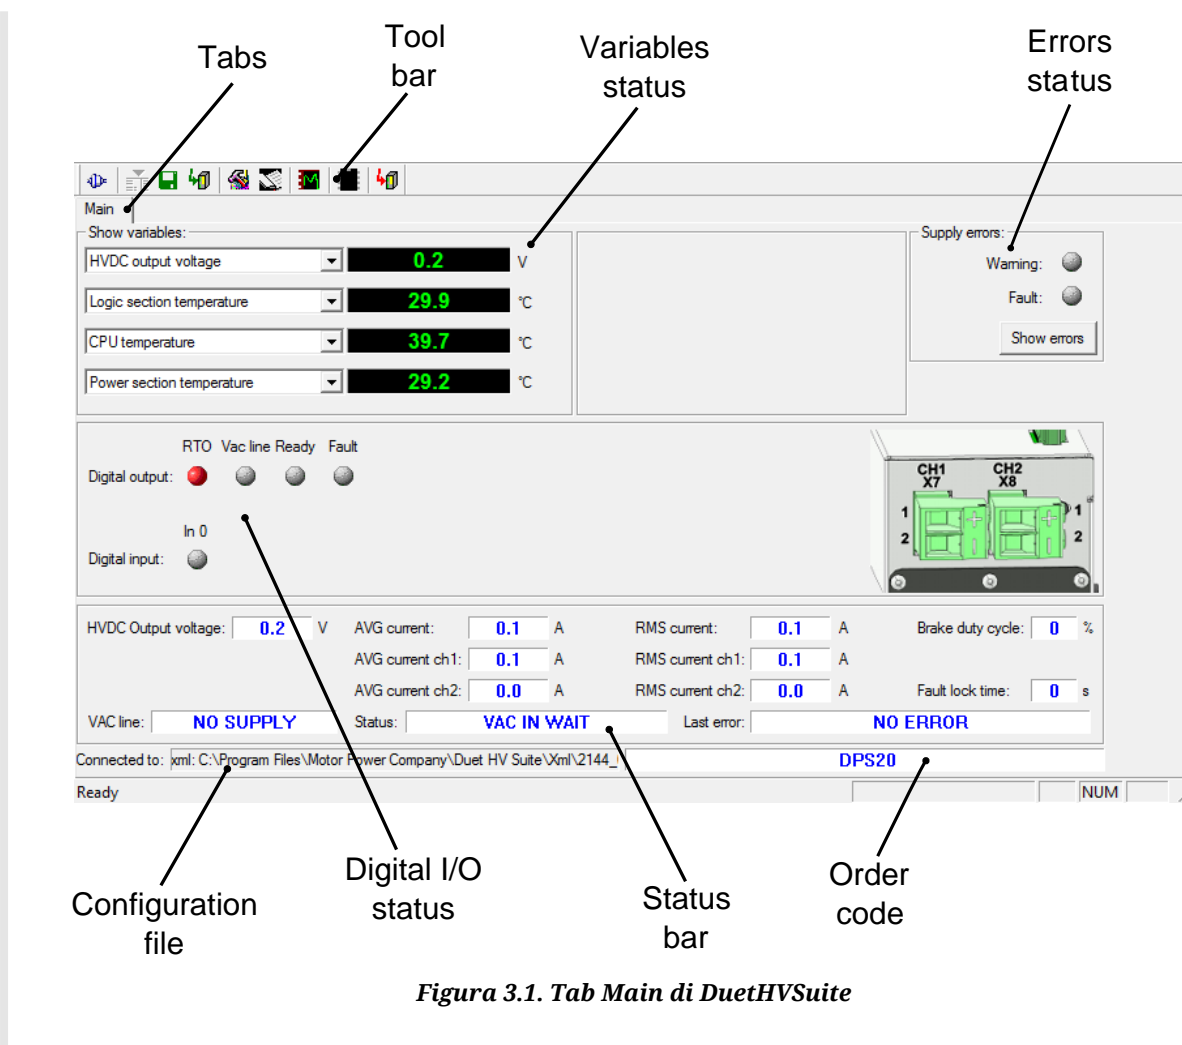 Tabs
Tool
bar
Variables
status
Errors
status
Main
Show variables:
HVDC output voltage 0.2 V
Logic section temperature 29.9 °C
CPU temperature 39.7 °C
Power section temperature 29.2 °C
Supply errors:
Warning:
Fault:
Show errors
RTO Vac line Ready Fault
Digital output:
In 0
Digital input:
CH1 CH2
X7 X8
1 1
2 2
HVDC Output voltage: 0.2 V AVG current: 0.1 A RMS current: 0.1 A Brake duty cycle: 0 %
AVG current ch1: 0.1 A RMS current ch1: 0.1 A
AVG current ch2: 0.0 A RMS current ch2: 0.0 A Fault lock time: 0 s
VAC line: NO SUPPLY Status: VAC IN WAIT Last error: NO ERROR
Connected to: xml: C:\Program Files\Motor Power Company\Duet HV Suite\Xml\2144_ DPS20
Ready NUM
Configuration
file
Digital I/O
status
Status
bar
Order
code
Figura 3.1. Tab Main di DuetHVSuite